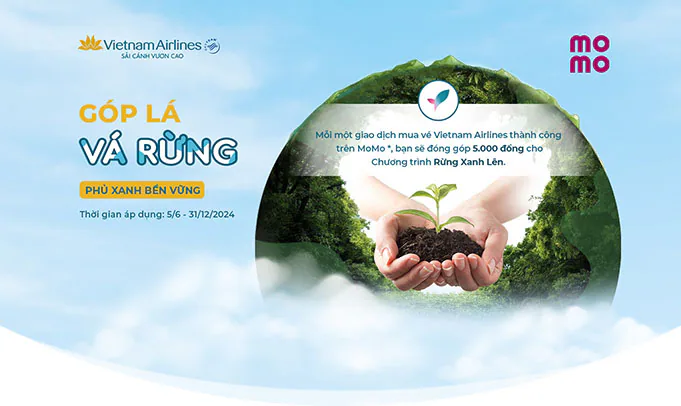 Vietnam Airlines
SẢI CÁNH VƯƠN CAO
MO
MO
GÓP LÁ
VÁ RỪNG
PHỦ XANH BỀN VỮNG
Thời gian áp dụng: 5/6 - 31/12/2024
Mỗi một giao dịch mua vé Vietnam Airlines thành công
trên MoMo *, bạn sẽ đóng góp 5.000 đồng cho
Chương trình Rừng Xanh Lên.